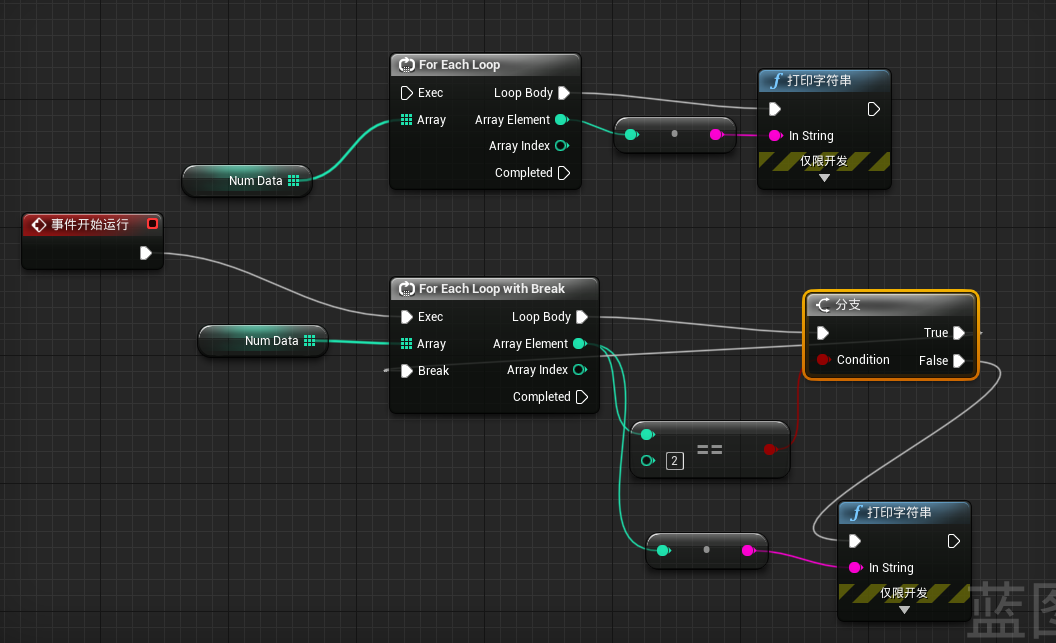 For Each Loop
Exec
Loop Body
Array
Array Element
Array Index
Completed
打印字符串
In String
仅限开发
Num Data
事件开始运行
For Each Loop with Break
Exec
Loop Body
Array
Array Element
Break
Array Index
Completed
Num Data
分支
True
Condition
False
2
==
打印字符串
In String
仅限开发
蓝图